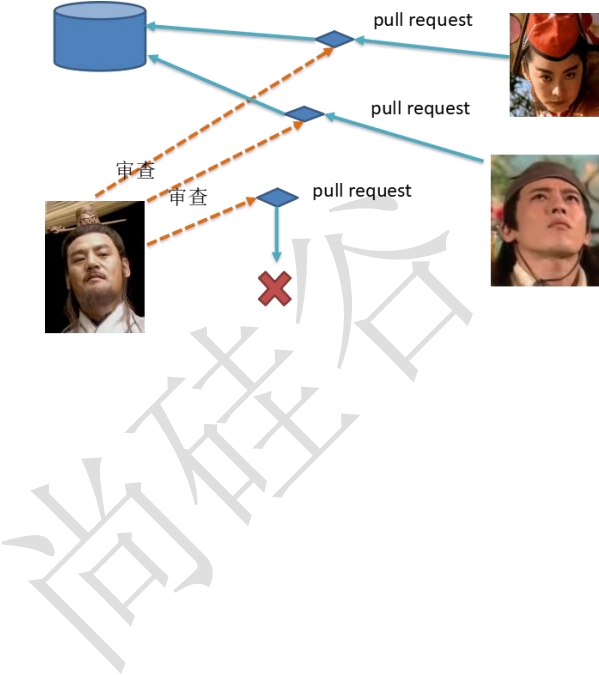 pull request
pull request
审查
审查
pull request
尚硅谷